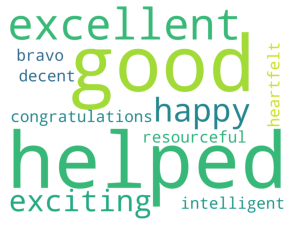 excellent
bravo
good
decent
heartfelt
congratulations
happy
resourceful
helped
exciting
intelligent